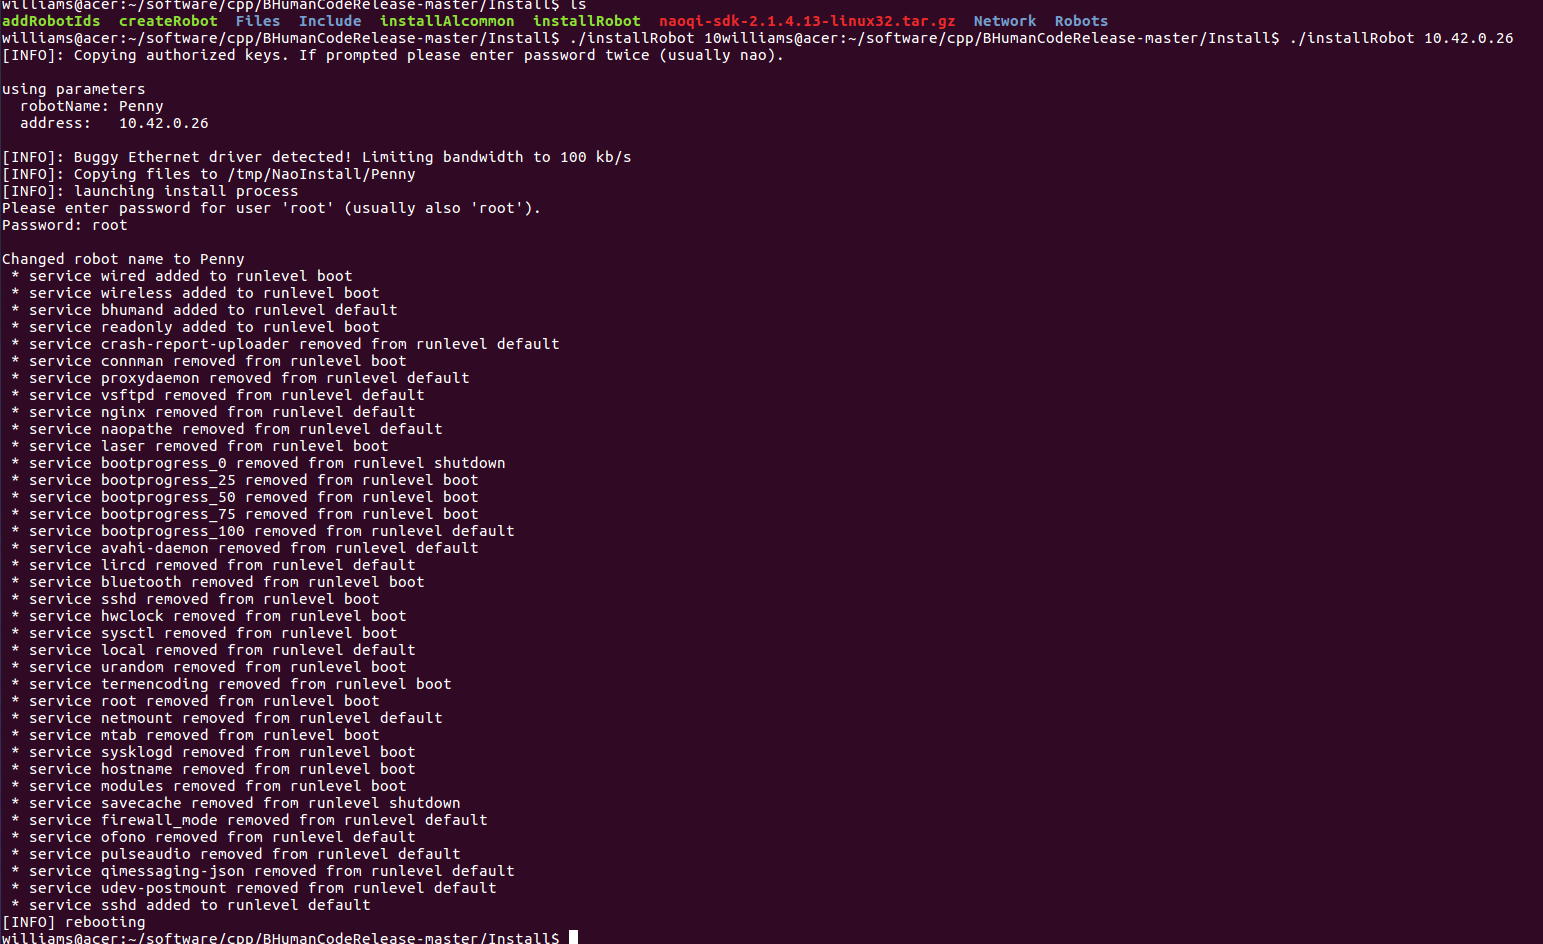 williams@acer:~/software/cpp/BHumanCodeRelease-master/Install$ ls
addRobotIds createRobot Files Include installAlcommon installRobot naoqi-sdk-2.1.4.13-linux32.tar.gz Network Robots
williams@acer:~/software/cpp/BHumanCodeRelease-master/Install$ ./installRobot 10williams@acer:~/software/cpp/BHumanCodeRelease-master/Install$ ./installRobot 10.42.0.26
[INFO]: Copying authorized keys. If prompted please enter password twice (usually nao).
using parameters
robotName: Penny
address: 10.42.0.26
[INFO]: Buggy Ethernet driver detected! Limiting bandwidth to 100 kb/s
[INFO]: Copying files to /tmp/NaoInstall/Penny
[INFO]: launching install process
Please enter password for user 'root' (usually also 'root').
Password: root
Changed robot name to Penny
* service wired added to runlevel boot
* service wireless added to runlevel boot
* service bhumand added to runlevel default
* service readonly added to runlevel boot
* service crash-report-uploader removed from runlevel default
* service connman removed from runlevel boot
* service proxydaemon removed from runlevel default
* service vsftpd removed from runlevel default
* service nginx removed from runlevel default
* service naopathe removed from runlevel default
* service laser removed from runlevel boot
* service bootprogress_0 removed from runlevel shutdown
* service bootprogress_25 removed from runlevel boot
* service bootprogress_50 removed from runlevel boot
* service bootprogress_75 removed from runlevel boot
* service bootprogress_100 removed from runlevel default
* service avahi-daemon removed from runlevel default
* service lircd removed from runlevel default
* service bluetooth removed from runlevel boot
* service sshd removed from runlevel boot
* service hwclock removed from runlevel boot
* service sysctl removed from runlevel boot
* service local removed from runlevel default
* service urandom removed from runlevel boot
* service termencoding removed from runlevel boot
* service root removed from runlevel boot
* service netmount removed from runlevel default
* service mtab removed from runlevel boot
* service sysklogd removed from runlevel boot
* service hostname removed from runlevel boot
* service modules removed from runlevel boot
* service savecache removed from runlevel shutdown
* service firewall_mode removed from runlevel default
* service ofono removed from runlevel default
* service pulseaudio removed from runlevel default
* service qimessaging-json removed from runlevel default
* service udev-postmount removed from runlevel default
* service sshd added to runlevel default
[INFO] rebooting
williams@acer:~/software/cpp/BHumanCodeRelease-master/Install$